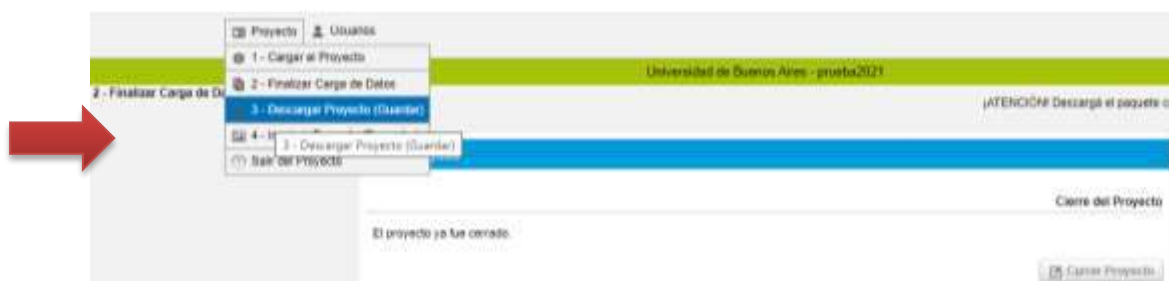 Proyecto Usuarios
1 - Cargar el Proyecto
Universidad de Buenos Aires - prueba2021
2 - Finalizar Carga de Datos
2 - Finalizar Carga de Da
3 - Descargar Proyecto (Guardar)
¡ATENCIÓN! Descargá el paquete c
4 - I
3 - Descargar Proyecto (Guardar)
Salir del Proyecto
Cierre del Proyecto
El proyecto ya fue cerrado.
Cerrar Proyecto